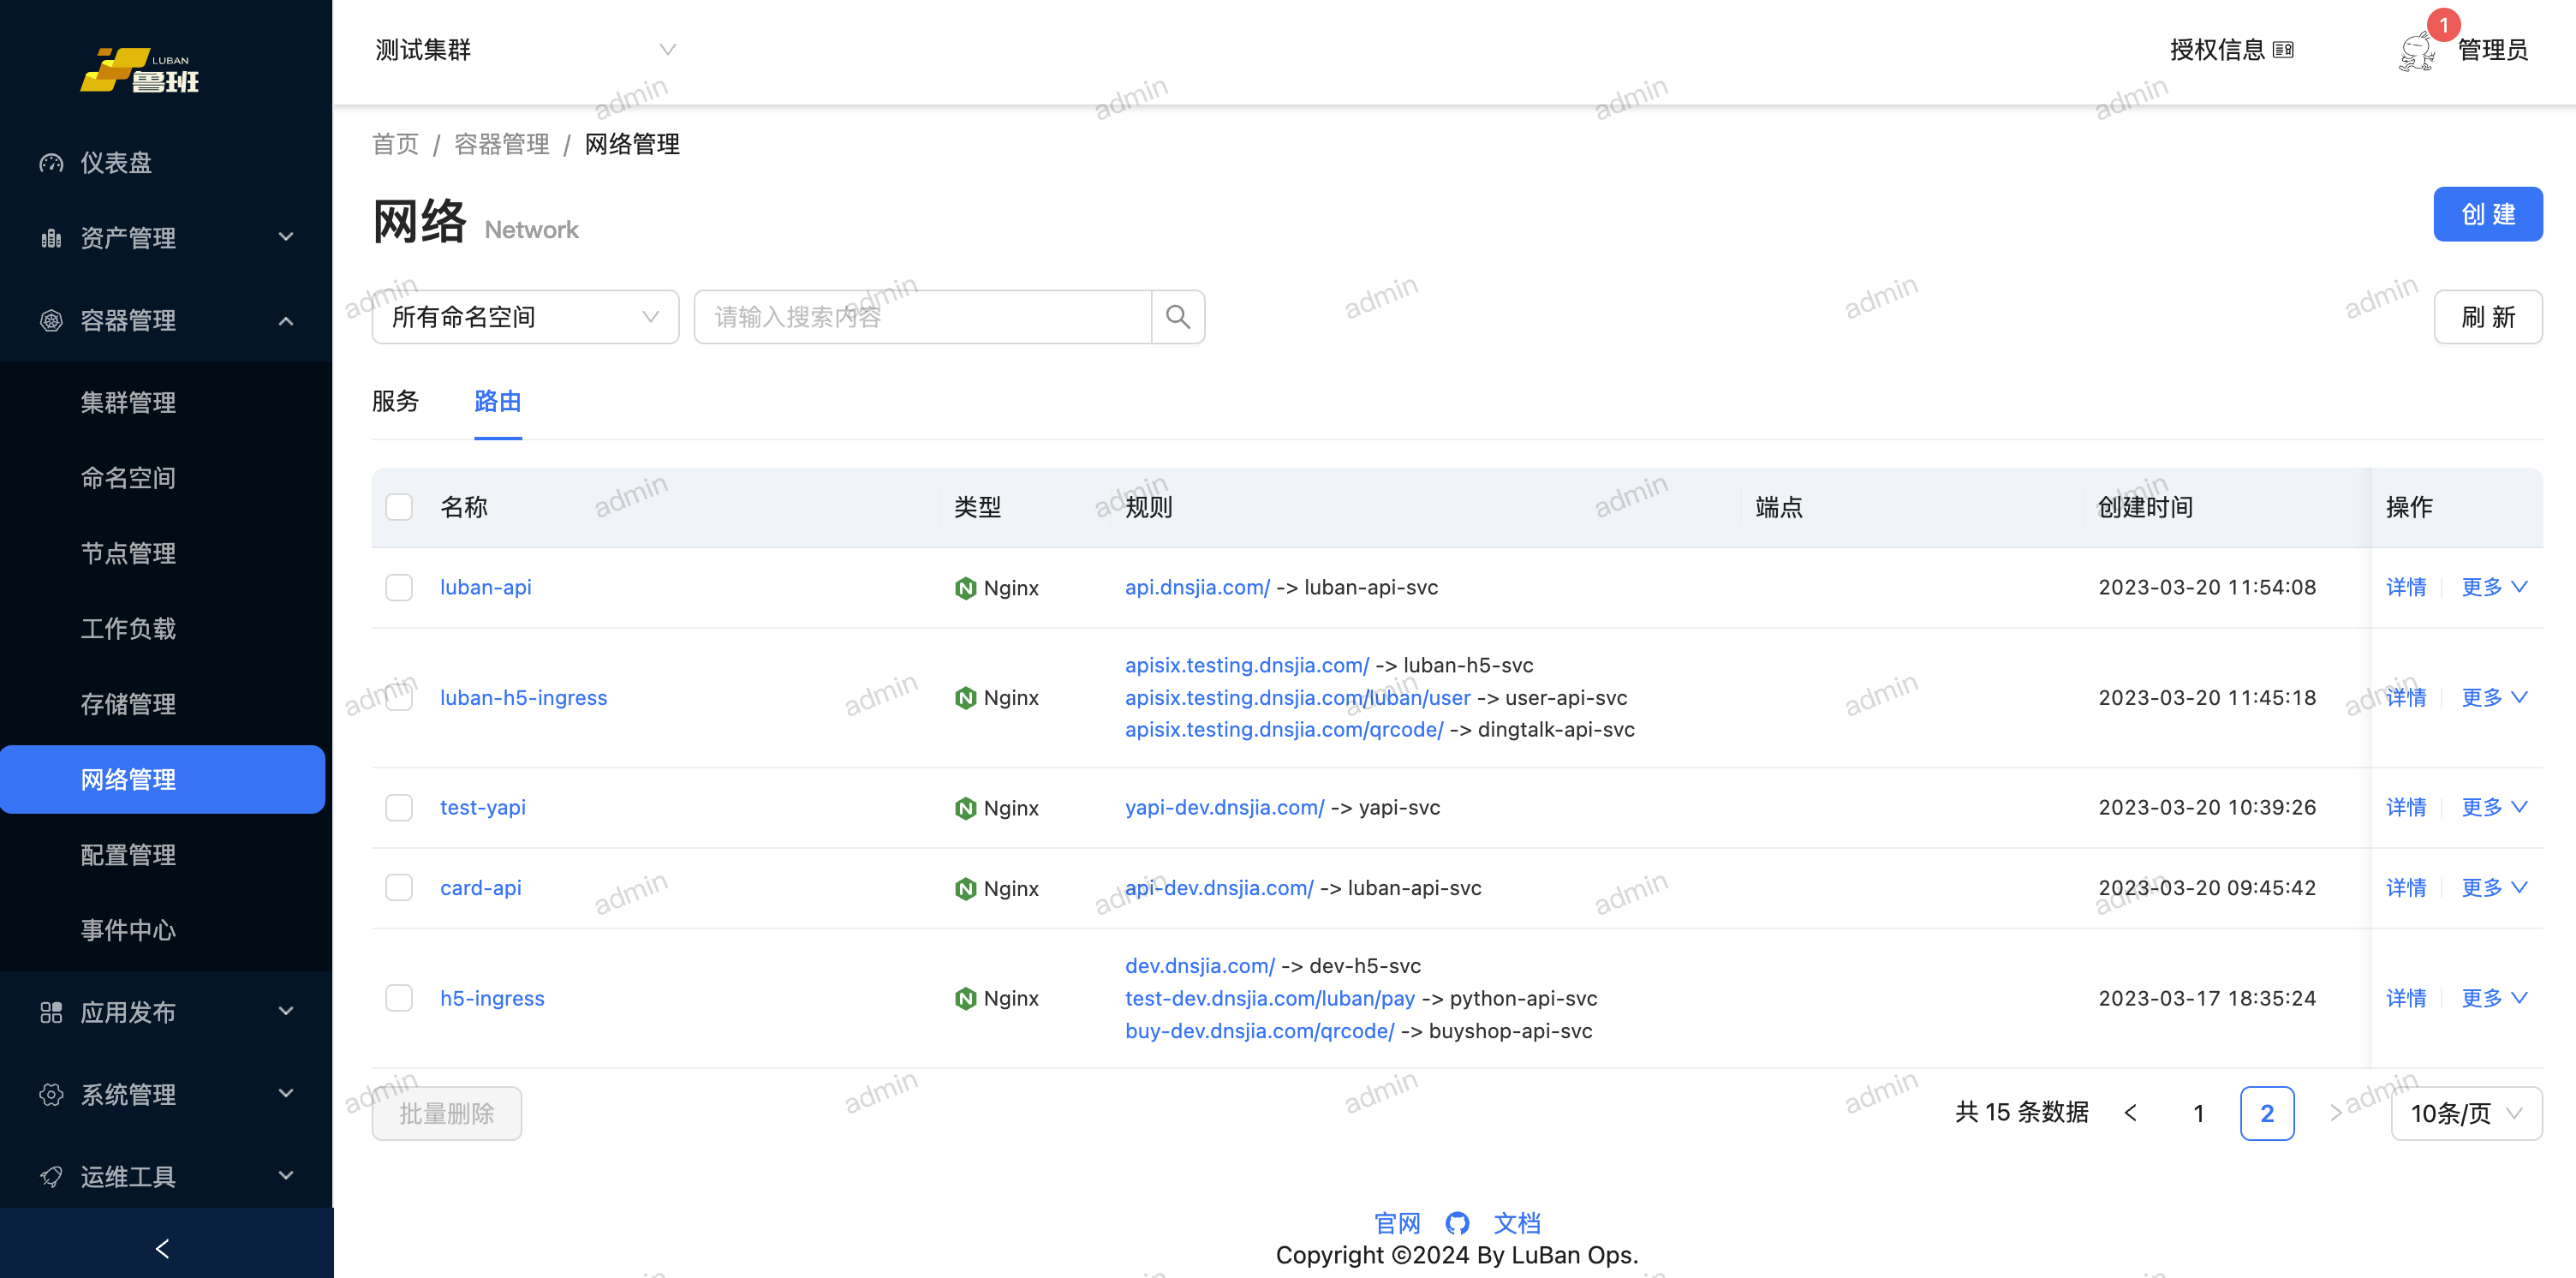 LUBAN
鲁班
测试集群
授权信息
1
管理员
仪表盘
资产管理
容器管理
集群管理
命名空间
节点管理
工作负载
存储管理
网络管理
配置管理
事件中心
应用发布
系统管理
运维工具
首页 / 容器管理 / 网络管理
网络 Network
创 建
所有命名空间
请输入搜索内容
刷 新
服务 路由
名称 类型 规则 端点 创建时间 操作
luban-api Nginx api.dnsjia.com/ -> luban-api-svc 2023-03-20 11:54:08 详情 更多
apisix.testing.dnsjia.com/ -> luban-h5-svc
luban-h5-ingress Nginx apisix.testing.dnsjia.com/luban/user -> user-api-svc 2023-03-20 11:45:18 详情 更多
apisix.testing.dnsjia.com/qrcode/ -> dingtalk-api-svc
test-yapi Nginx yapi-dev.dnsjia.com/ -> yapi-svc 2023-03-20 10:39:26 详情 更多
card-api Nginx api-dev.dnsjia.com/ -> luban-api-svc 2023-03-20 09:45:42 详情 更多
dev.dnsjia.com/ -> dev-h5-svc
h5-ingress Nginx test-dev.dnsjia.com/luban/pay -> python-api-svc 2023-03-17 18:35:24 详情 更多
buy-dev.dnsjia.com/qrcode/ -> buyshop-api-svc
批量删除
共 15 条数据 < 1 2 > 10条/页
官网 文档
Copyright ©2024 By LuBan Ops.
admin